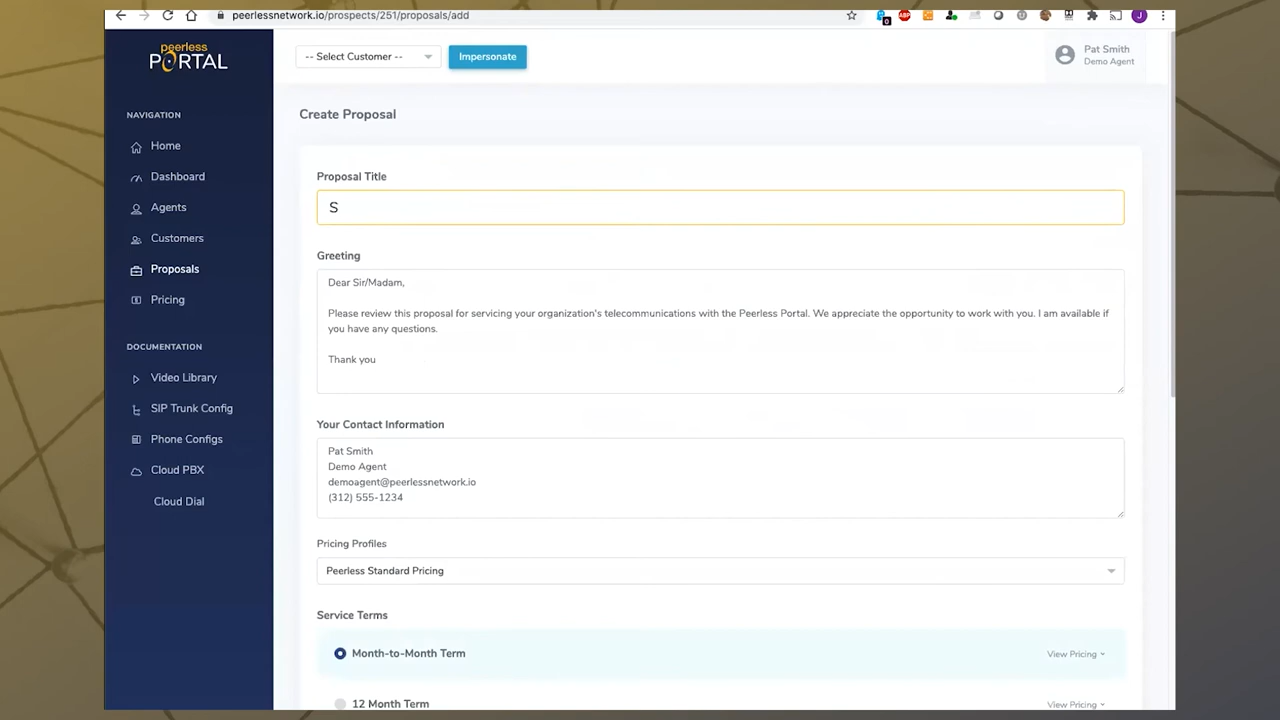 peerlessnetwork.io/prospects/251/proposals/add
0
ABP
J
peerless
PORTAL
-- Select Customer --
Impersonate
Pat Smith
Demo Agent
NAVIGATION
Home
Dashboard
Agents
Customers
Proposals
Pricing
DOCUMENTATION
Video Library
SIP Trunk Config
Phone Configs
Cloud PBX
Cloud Dial
Create Proposal
Proposal Title
S
Greeting
Dear Sir/Madam,
Please review this proposal for servicing your organization's telecommunications with the Peerless Portal. We appreciate the opportunity to work with you. I am available if
you have any questions.
Thank you
Your Contact Information
Pat Smith
Demo Agent
demoagent@peerlessnetwork.io
(312) 555-1234
Pricing Profiles
Peerless Standard Pricing
Service Terms
Month-to-Month Term
View Pricing
12 Month Term
View Pricing